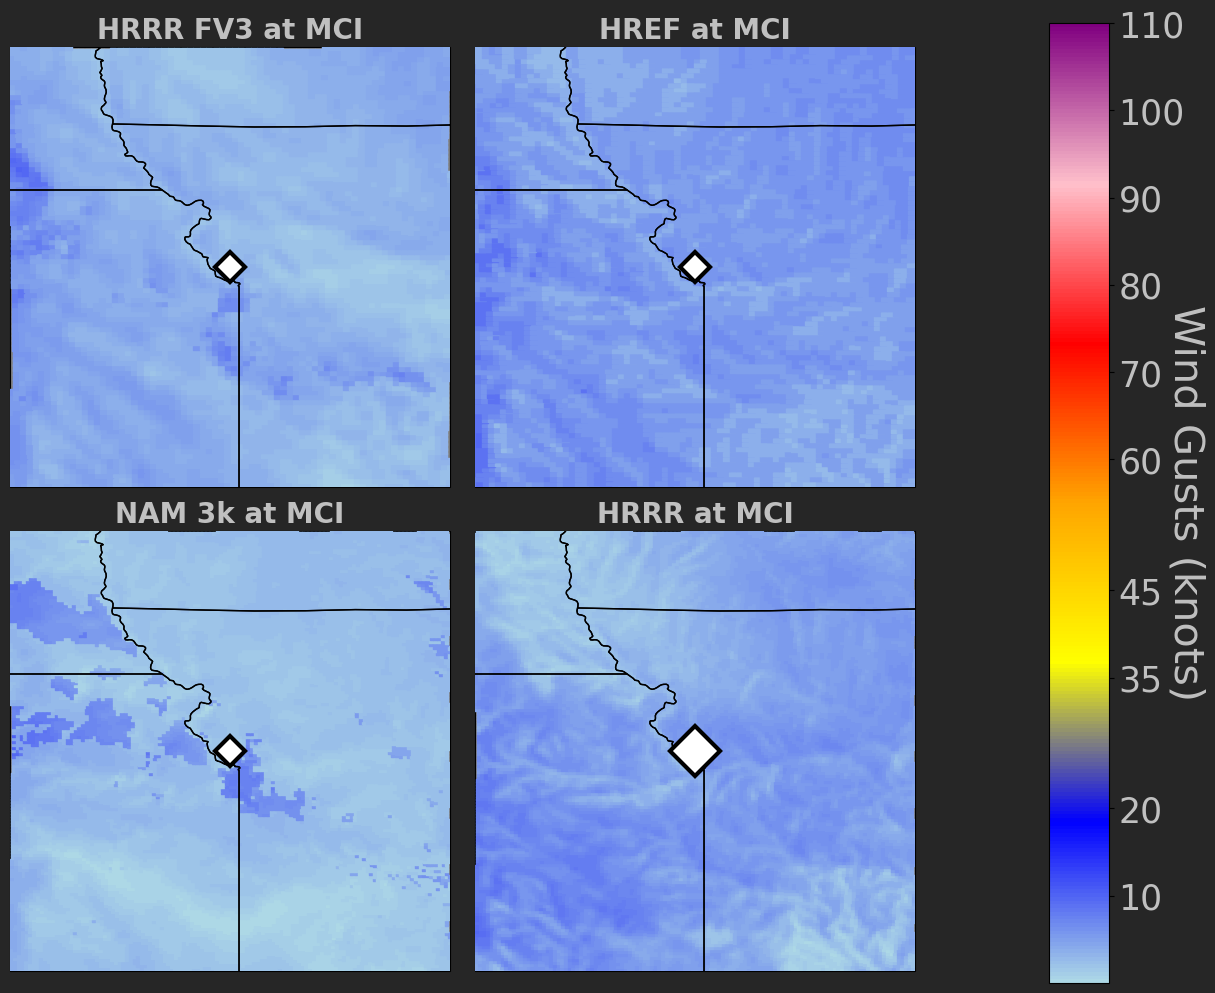 HRRR FV3 at MCI
HREF at MCI
NAM 3k at MCI
HRRR at MCI
110
100
90
80
70
60
45
35
20
10
Wind Gusts (knots)